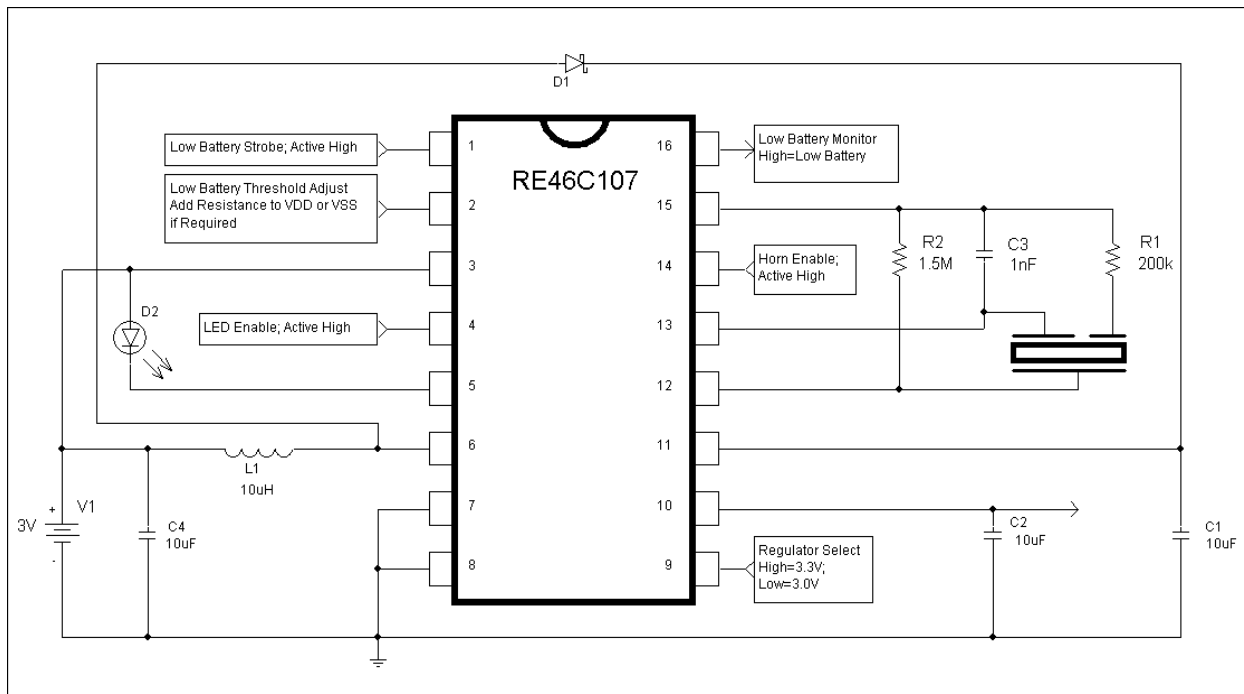 D1
Low Battery Strobe; Active High
1
16
Low Battery Monitor
High=Low Battery
RE46C107
Low Battery Threshold Adjust
Add Resistance to VDD or VSS
if Required
2
15
R2
1.5M
C3
1nF
R1
200k
3
14
Horn Enable;
Active High
D2
LED Enable; Active High
4
13
5
12
6
11
L1
10uH
+
V1
3V
-
C4
10uF
7
10
C2
10uF
C1
10uF
8
9
Regulator Select
High=3.3V;
Low=3.0V